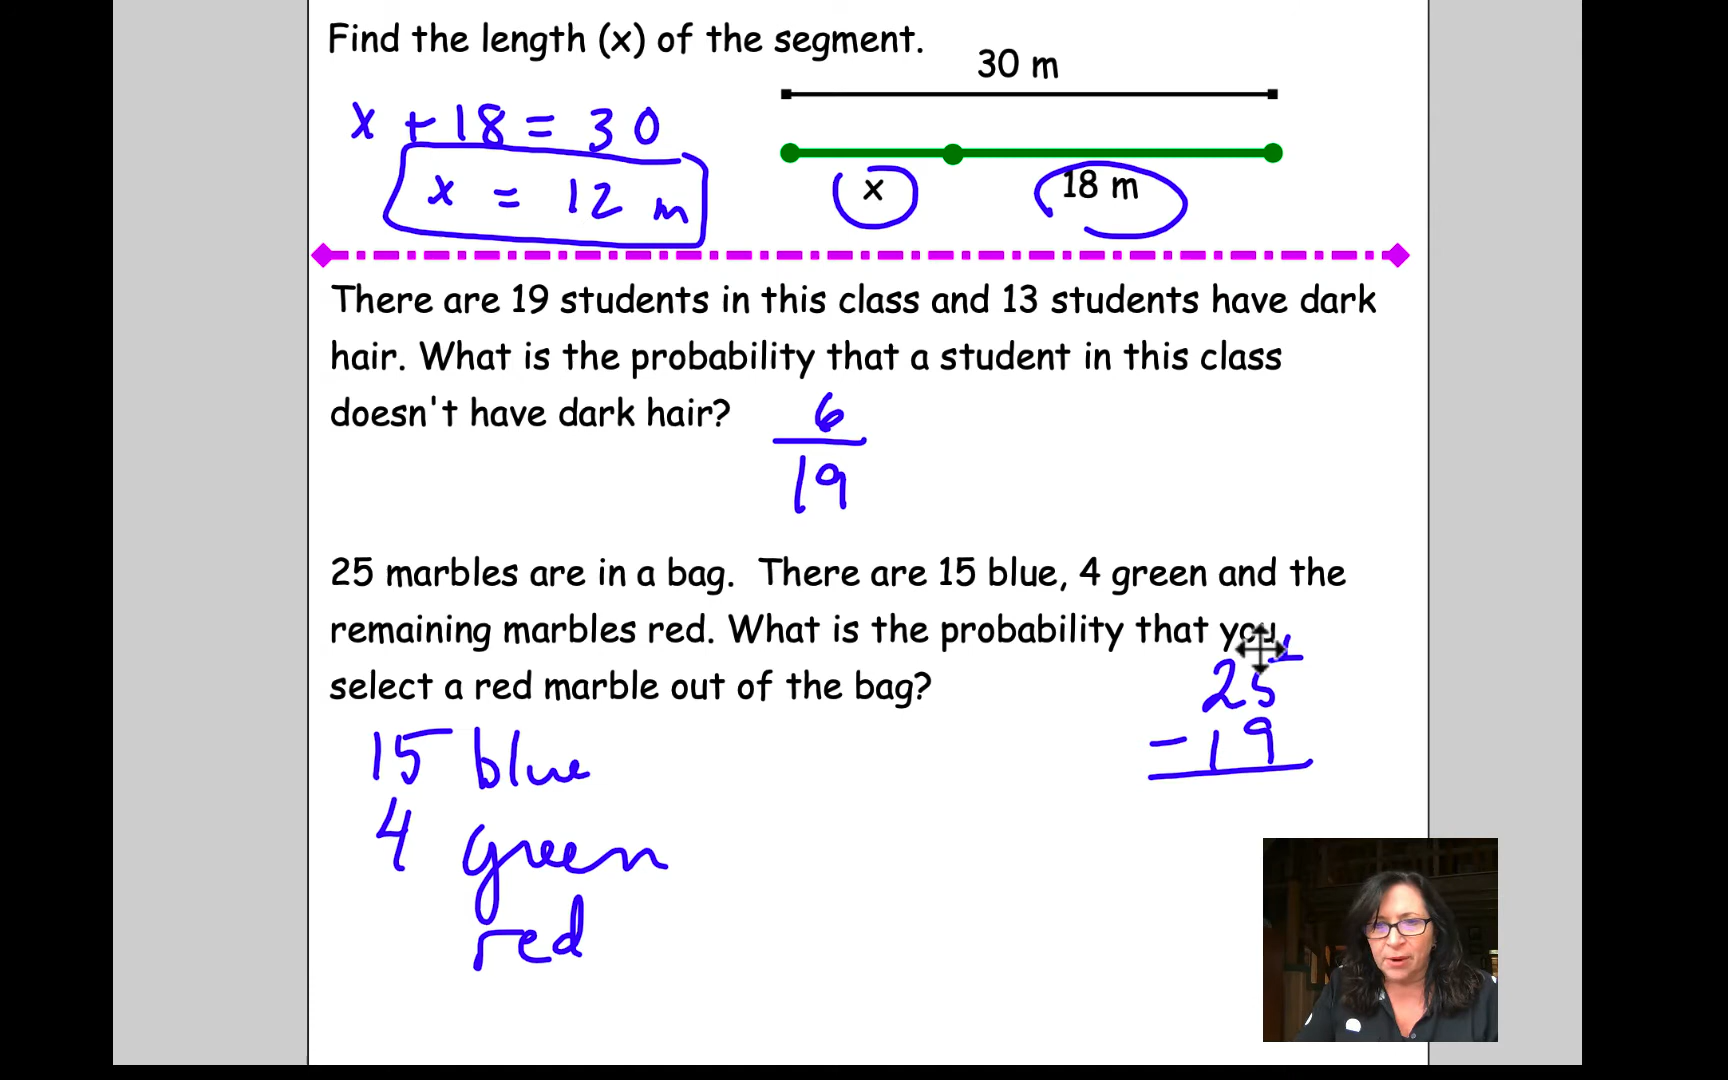 Find the length (x) of the segment.
30 m
x + 18 = 30
x = 12 m
x
18 m
There are 19 students in this class and 13 students have dark
hair. What is the probability that a student in this class
doesn't have dark hair?
6
19
25 marbles are in a bag. There are 15 blue, 4 green and the
remaining marbles red. What is the probability that you
select a red marble out of the bag?
1
25
- 19
15 blue
4 green
red